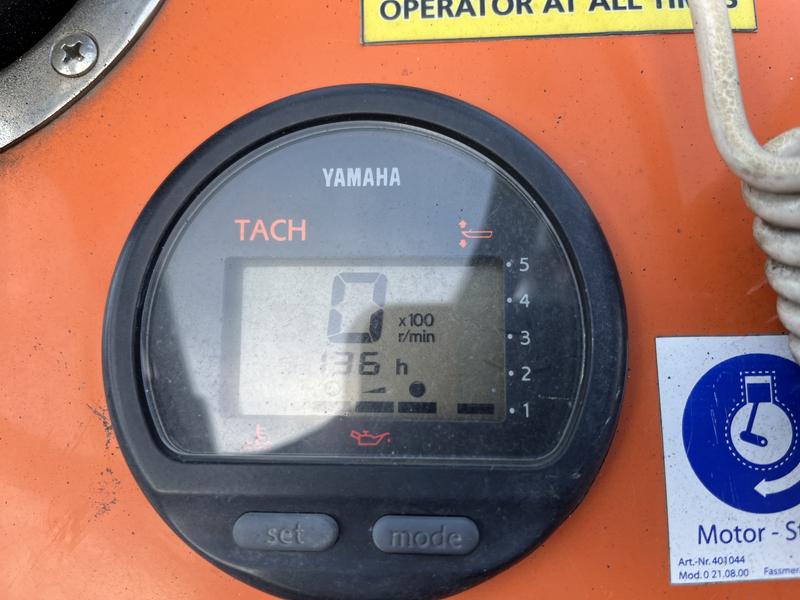 OPERATOR AT ALL
YAMAHA
TACH
5
4
3
2
1
0
x100
r/min
136 h
set
mode
Motor - 
Art.-Nr. 401044
Mod. 0 21.08.00